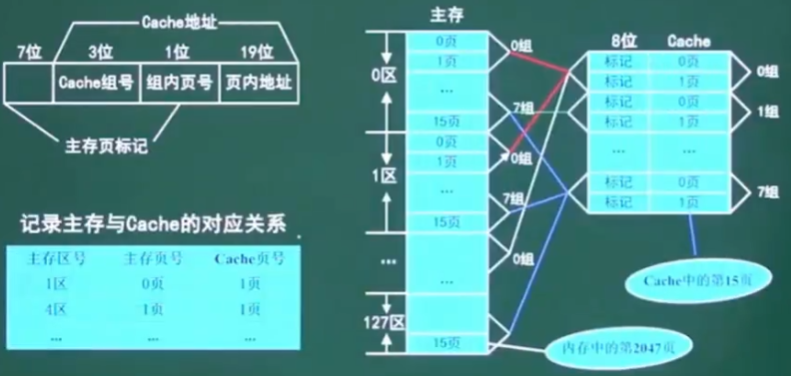 Cache地址
7位 3位 1位 19位
Cache组号 组内页号 页内地址
主存页标记
记录主存与Cache的对应关系
主存区号 主存页号 Cache页号
1区 0页 1页
4区 1页 1页
... ... ...
主存
0区
0页
1页
...
15页
1区
0页
1页
...
15页
...
...
...
127区
15页
0组
7组
0组
7组
0组
8位 Cache
标记 0页
标记 1页
标记 0页
标记 1页
... ...
标记 0页
标记 1页
0组
1组
7组
Cache中的第15页
内存中的第2047页